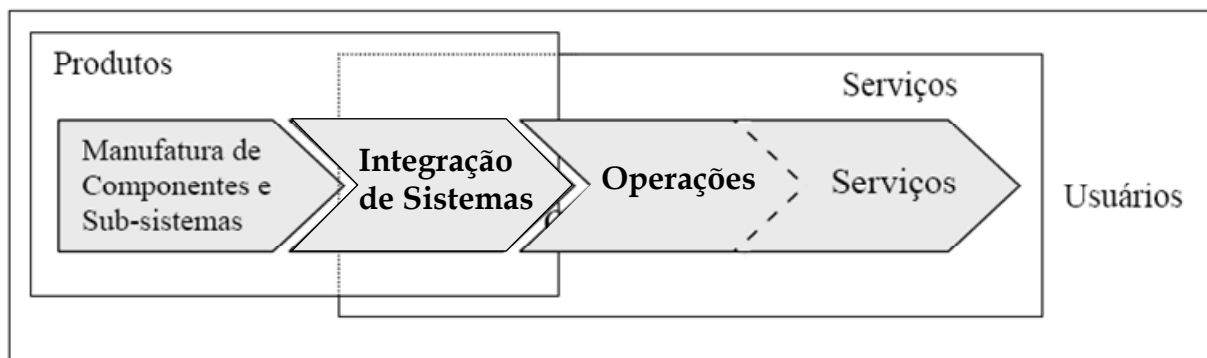 Produtos
Serviços
Manufatura de
Componentes e
Sub-sistemas
Integração
de Sistemas
Operações
Serviços
Usuários